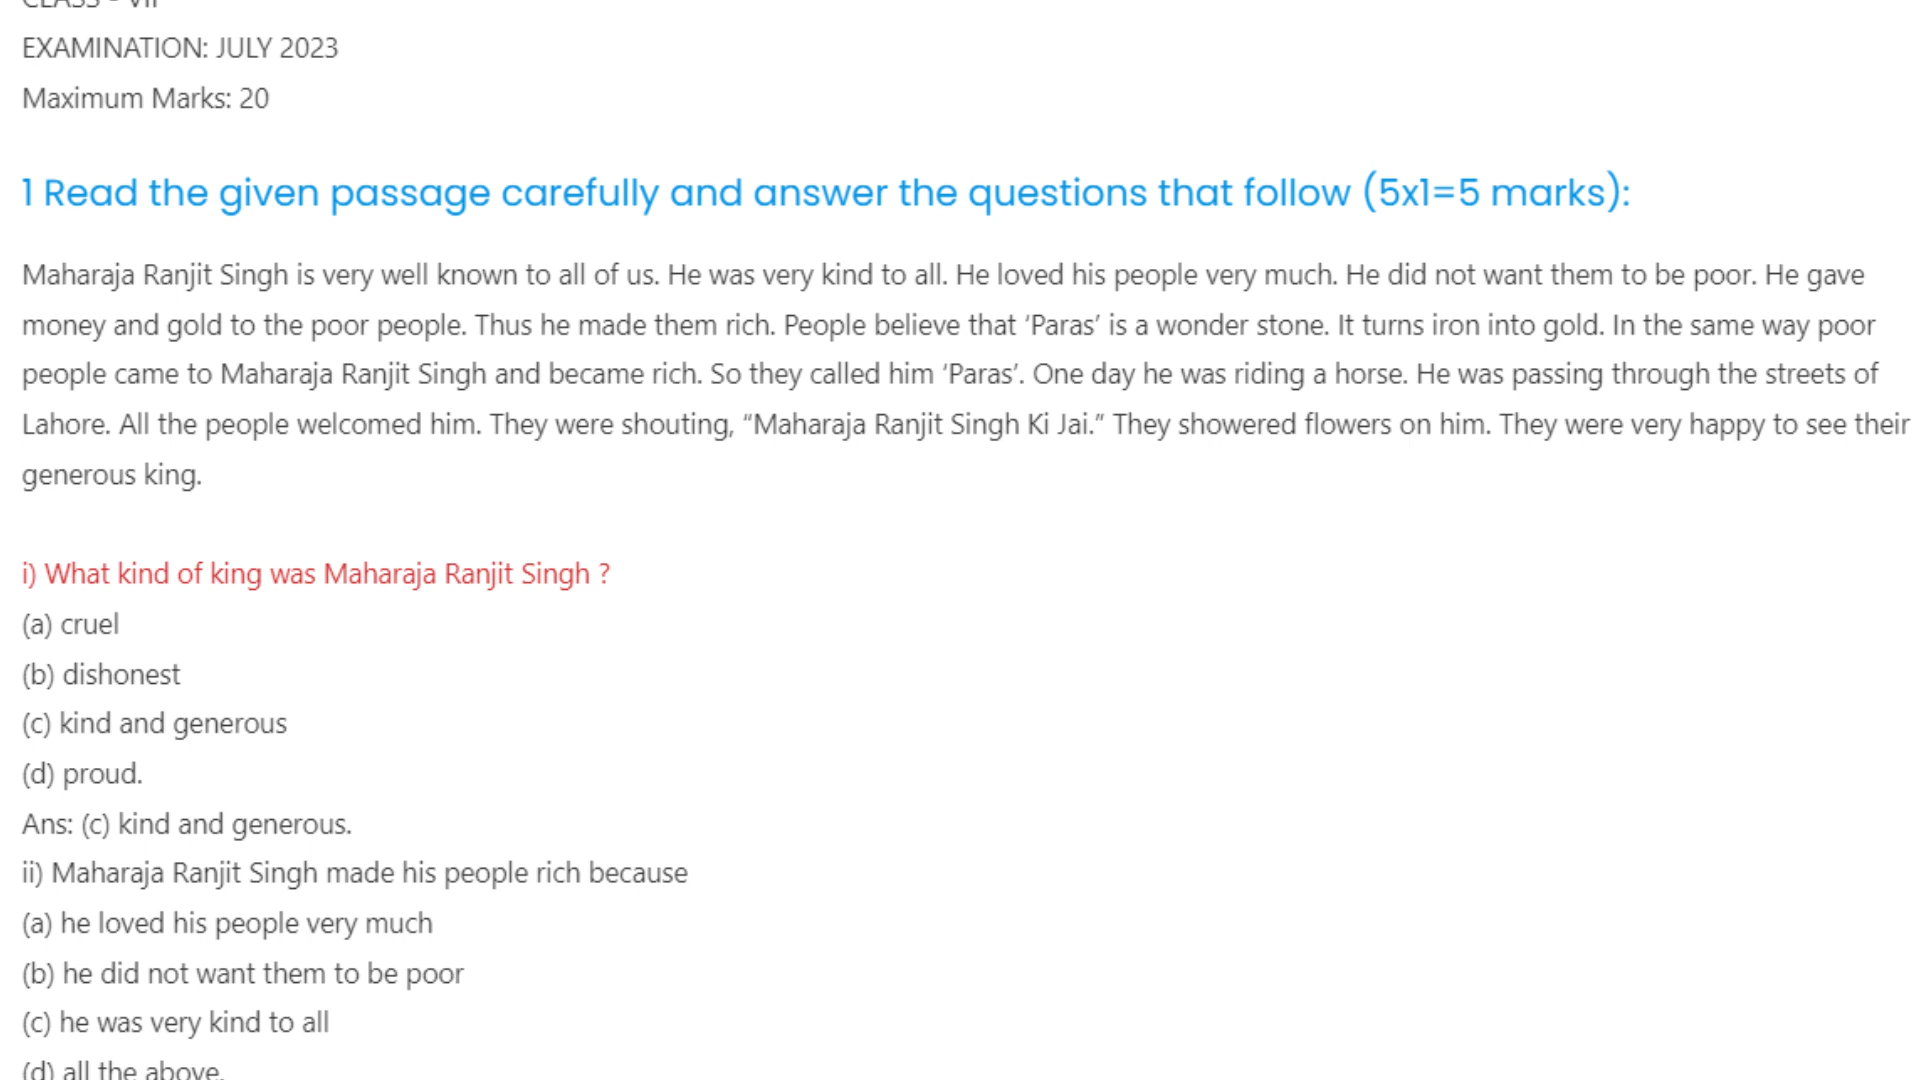 CLASS - VII
EXAMINATION: JULY 2023
Maximum Marks: 20
1 Read the given passage carefully and answer the questions that follow (5x1=5 marks):
Maharaja Ranjit Singh is very well known to all of us. He was very kind to all. He loved his people very much. He did not want them to be poor. He gave
money and gold to the poor people. Thus he made them rich. People believe that ‘Paras’ is a wonder stone. It turns iron into gold. In the same way poor
people came to Maharaja Ranjit Singh and became rich. So they called him ‘Paras’. One day he was riding a horse. He was passing through the streets of
Lahore. All the people welcomed him. They were shouting, “Maharaja Ranjit Singh Ki Jai.” They showered flowers on him. They were very happy to see their
generous king.
i) What kind of king was Maharaja Ranjit Singh ?
(a) cruel
(b) dishonest
(c) kind and generous
(d) proud.
Ans: (c) kind and generous.
ii) Maharaja Ranjit Singh made his people rich because
(a) he loved his people very much
(b) he did not want them to be poor
(c) he was very kind to all
(d) all the above.